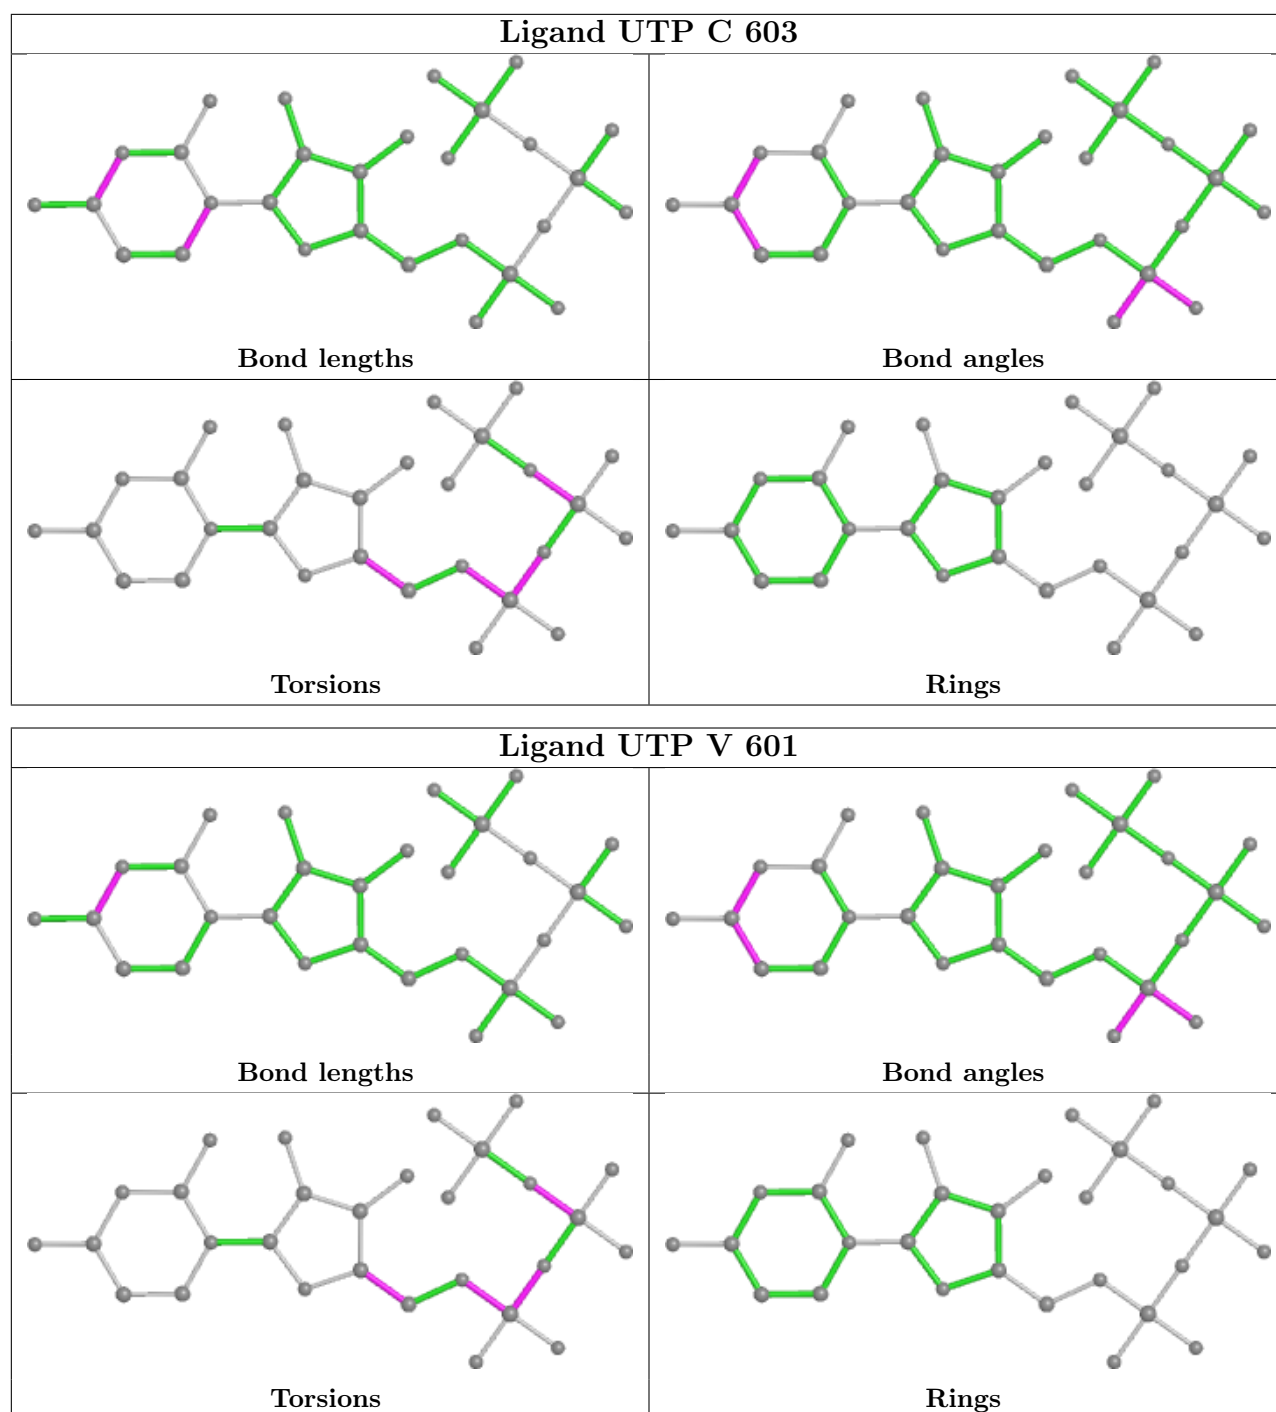 Ligand UTP C 603
Bond lengths
Bond angles
Torsions
Rings
Ligand UTP V 601
Bond lengths
Bond angles
Torsions
Rings